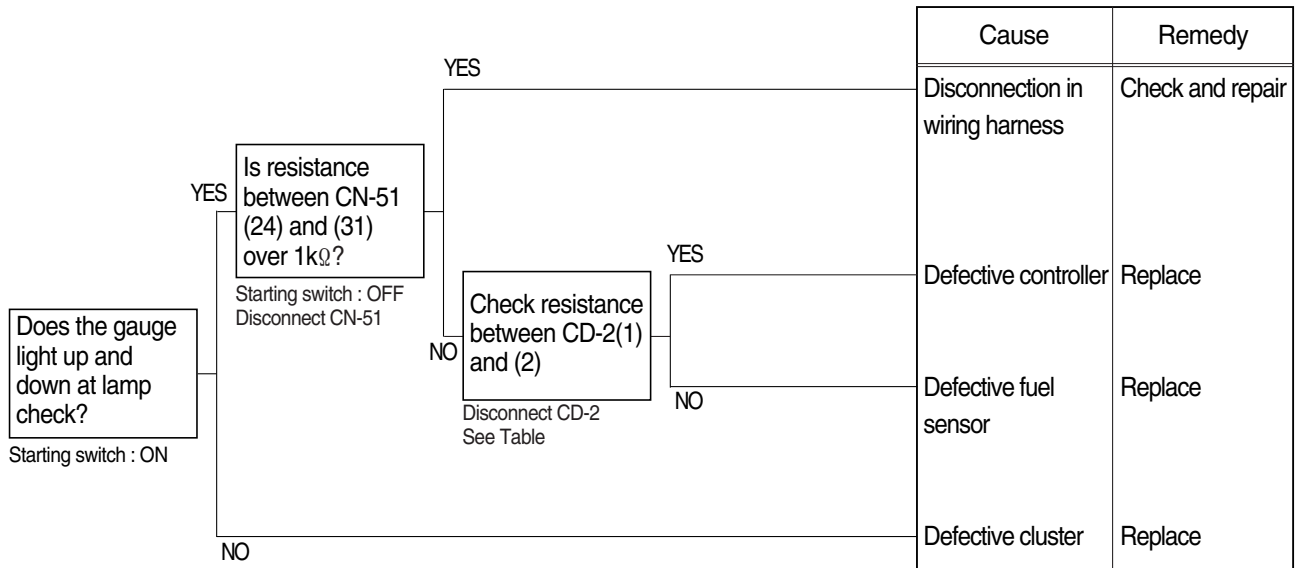 Cause Remedy
YES
Disconnection in Check and repair
wiring harness
YES
Is resistance
between CN-51
(24) and (31)
over 1kΩ?
Starting switch : OFF
Disconnect CN-51
YES
Defective controller Replace
Does the gauge
light up and
down at lamp
check?
Starting switch : ON
NO
Check resistance
between CD-2(1)
and (2)
Disconnect CD-2
See Table
NO
Defective fuel Replace
sensor
Defective cluster Replace
NO